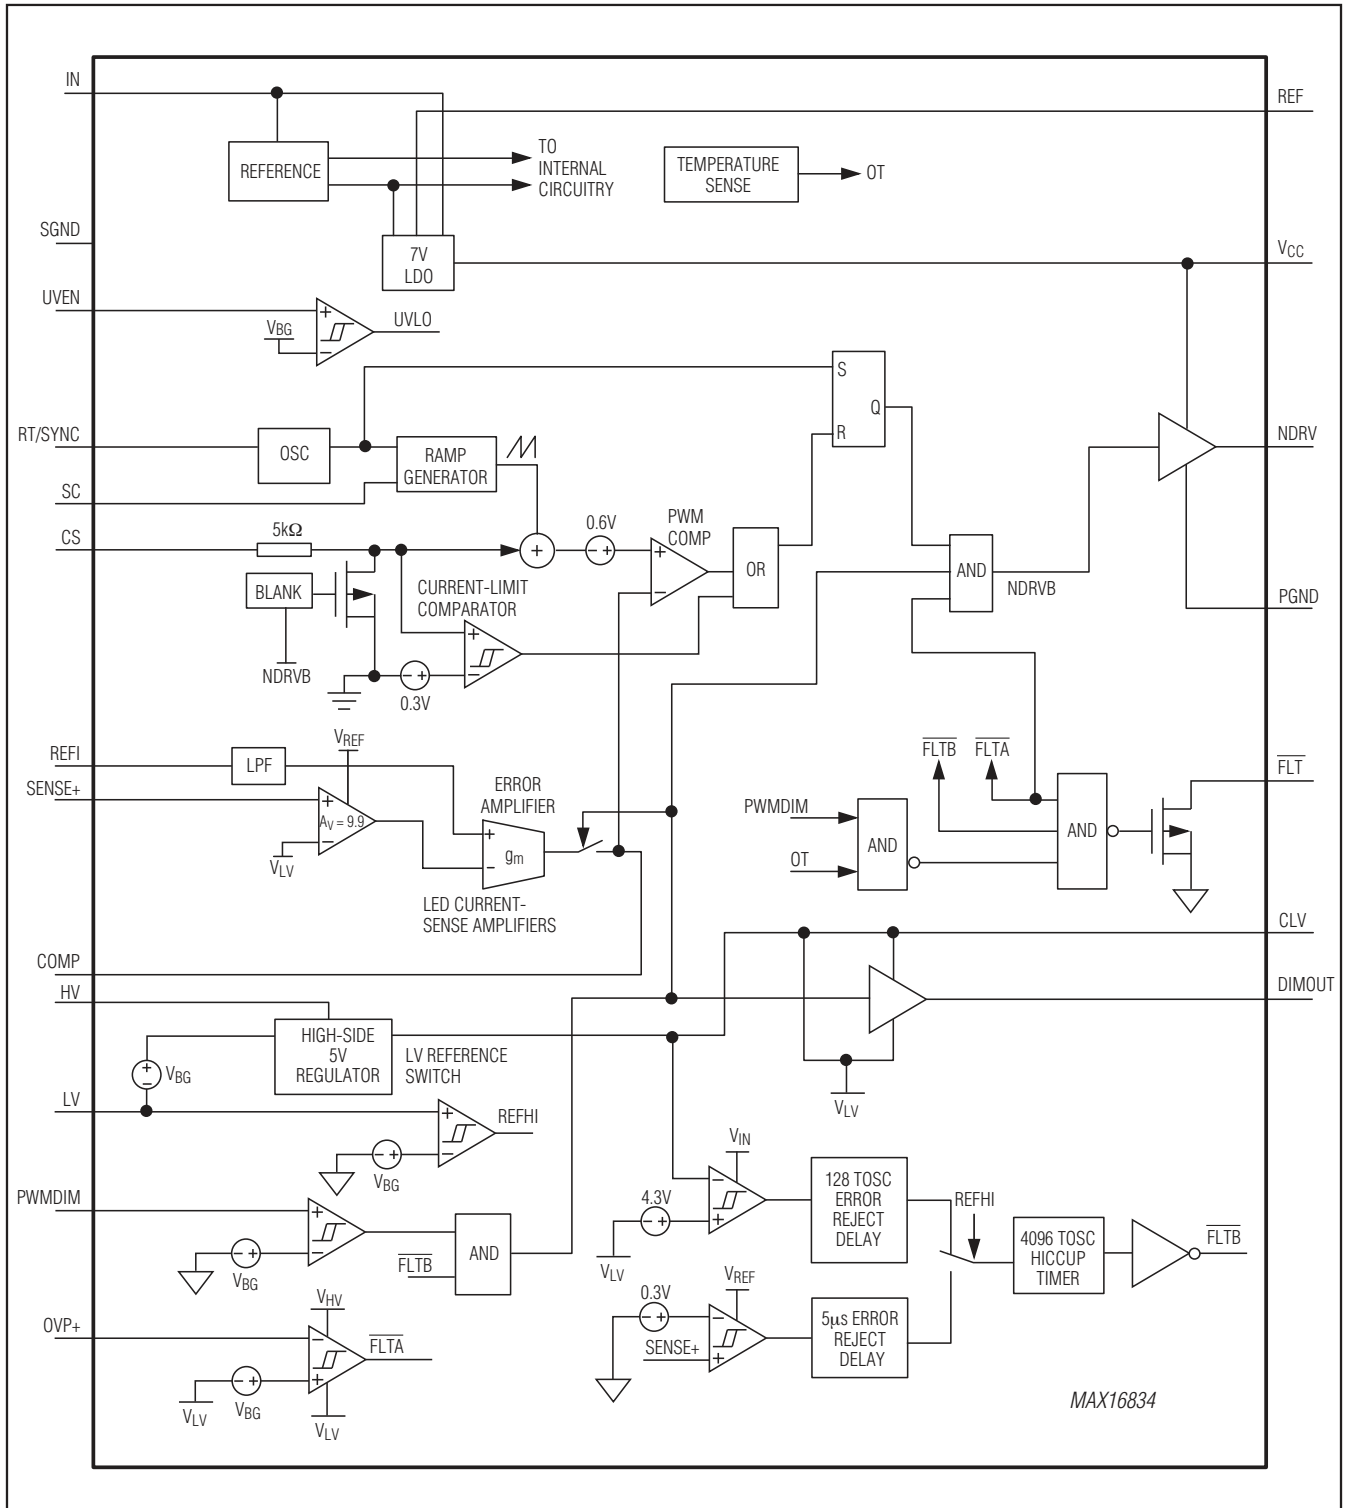 IN
REF
REFERENCE
TO
INTERNAL
CIRCUITRY
TEMPERATURE
SENSE
OT
SGND
7V
LDO
VCC
UVEN
VBG
+
−
UVLO
S
Q
R
RT/SYNC
OSC
RAMP
GENERATOR
NDRV
SC
CS
5kΩ
+
0.6V
− +
PWM
COMP
+
−
OR
AND
NDRVB
BLANK
NDRVB
CURRENT-LIMIT
COMPARATOR
+
−
− +
0.3V
PGND
REFI
LPF
VREF
SENSE+
+
AV = 9.9
−
VLV
ERROR
AMPLIFIER
+
gm
−
LED CURRENT-
SENSE AMPLIFIERS
FLTB
FLTA
FLT
PWMDIM
OT
AND
AND
CLV
COMP
DIMOUT
HV
HIGH-SIDE
5V
REGULATOR
LV REFERENCE
SWITCH
+
−
VBG
VLV
LV
+
−
REFHI
− +
VBG
PWMDIM
+
−
− +
VBG
AND
FLTB
VIN
4.3V
− +
−
+
VLV
128 TOSC
ERROR
REJECT
DELAY
REFHI
4096 TOSC
HICCUP
TIMER
FLTB
OVP+
VHV
−
+
FLTA
− +
VBG
VLV
VLV
VREF
0.3V
− +
−
+
SENSE+
5µs ERROR
REJECT
DELAY
MAX16834